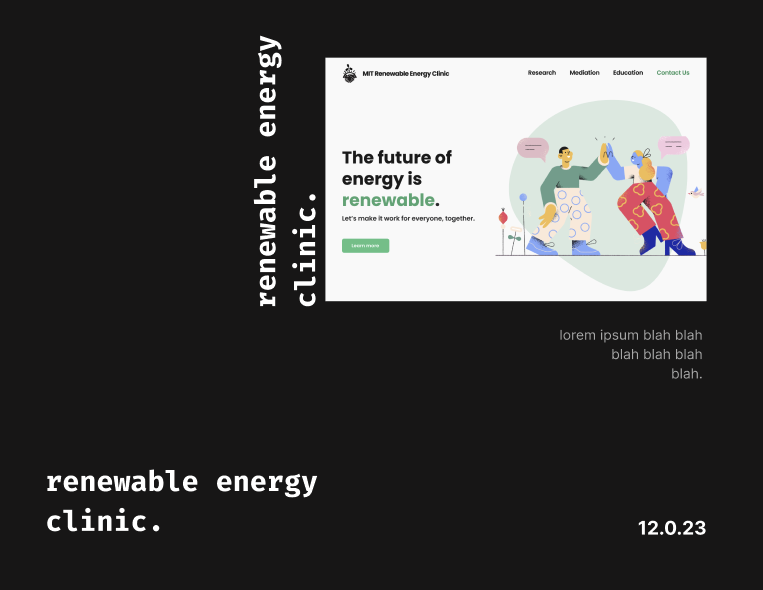 renewable energy
clinic.
MIT Renewable Energy Clinic
Research
Mediation
Education
Contact Us
The future of
energy is
renewable.
Let's make it work for everyone, together.
Learn more
lorem ipsum blah blah
blah blah blah
blah.
renewable energy
clinic.
12.0.23